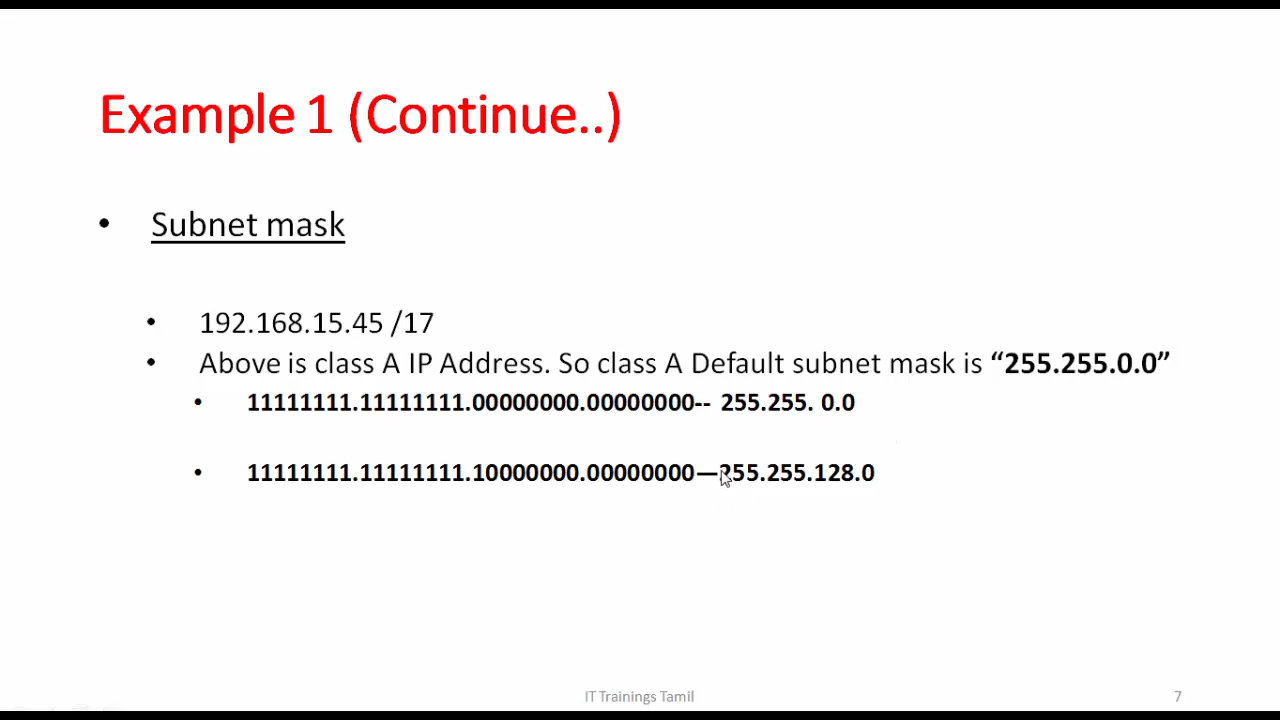 Example 1 (Continue..)
• Subnet mask
• 192.168.15.45 /17
• Above is class A IP Address. So class A Default subnet mask is “255.255.0.0”
• 11111111.11111111.00000000.00000000-- 255.255. 0.0
• 11111111.11111111.10000000.00000000—255.255.128.0
IT Trainings Tamil
7